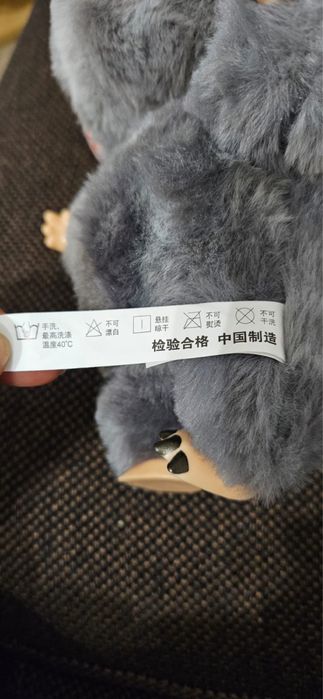 手洗、
最高洗涤
温度40℃
不可
漂白
悬挂
晾干
不可
熨烫
不可
干洗
检验合格 中国制造